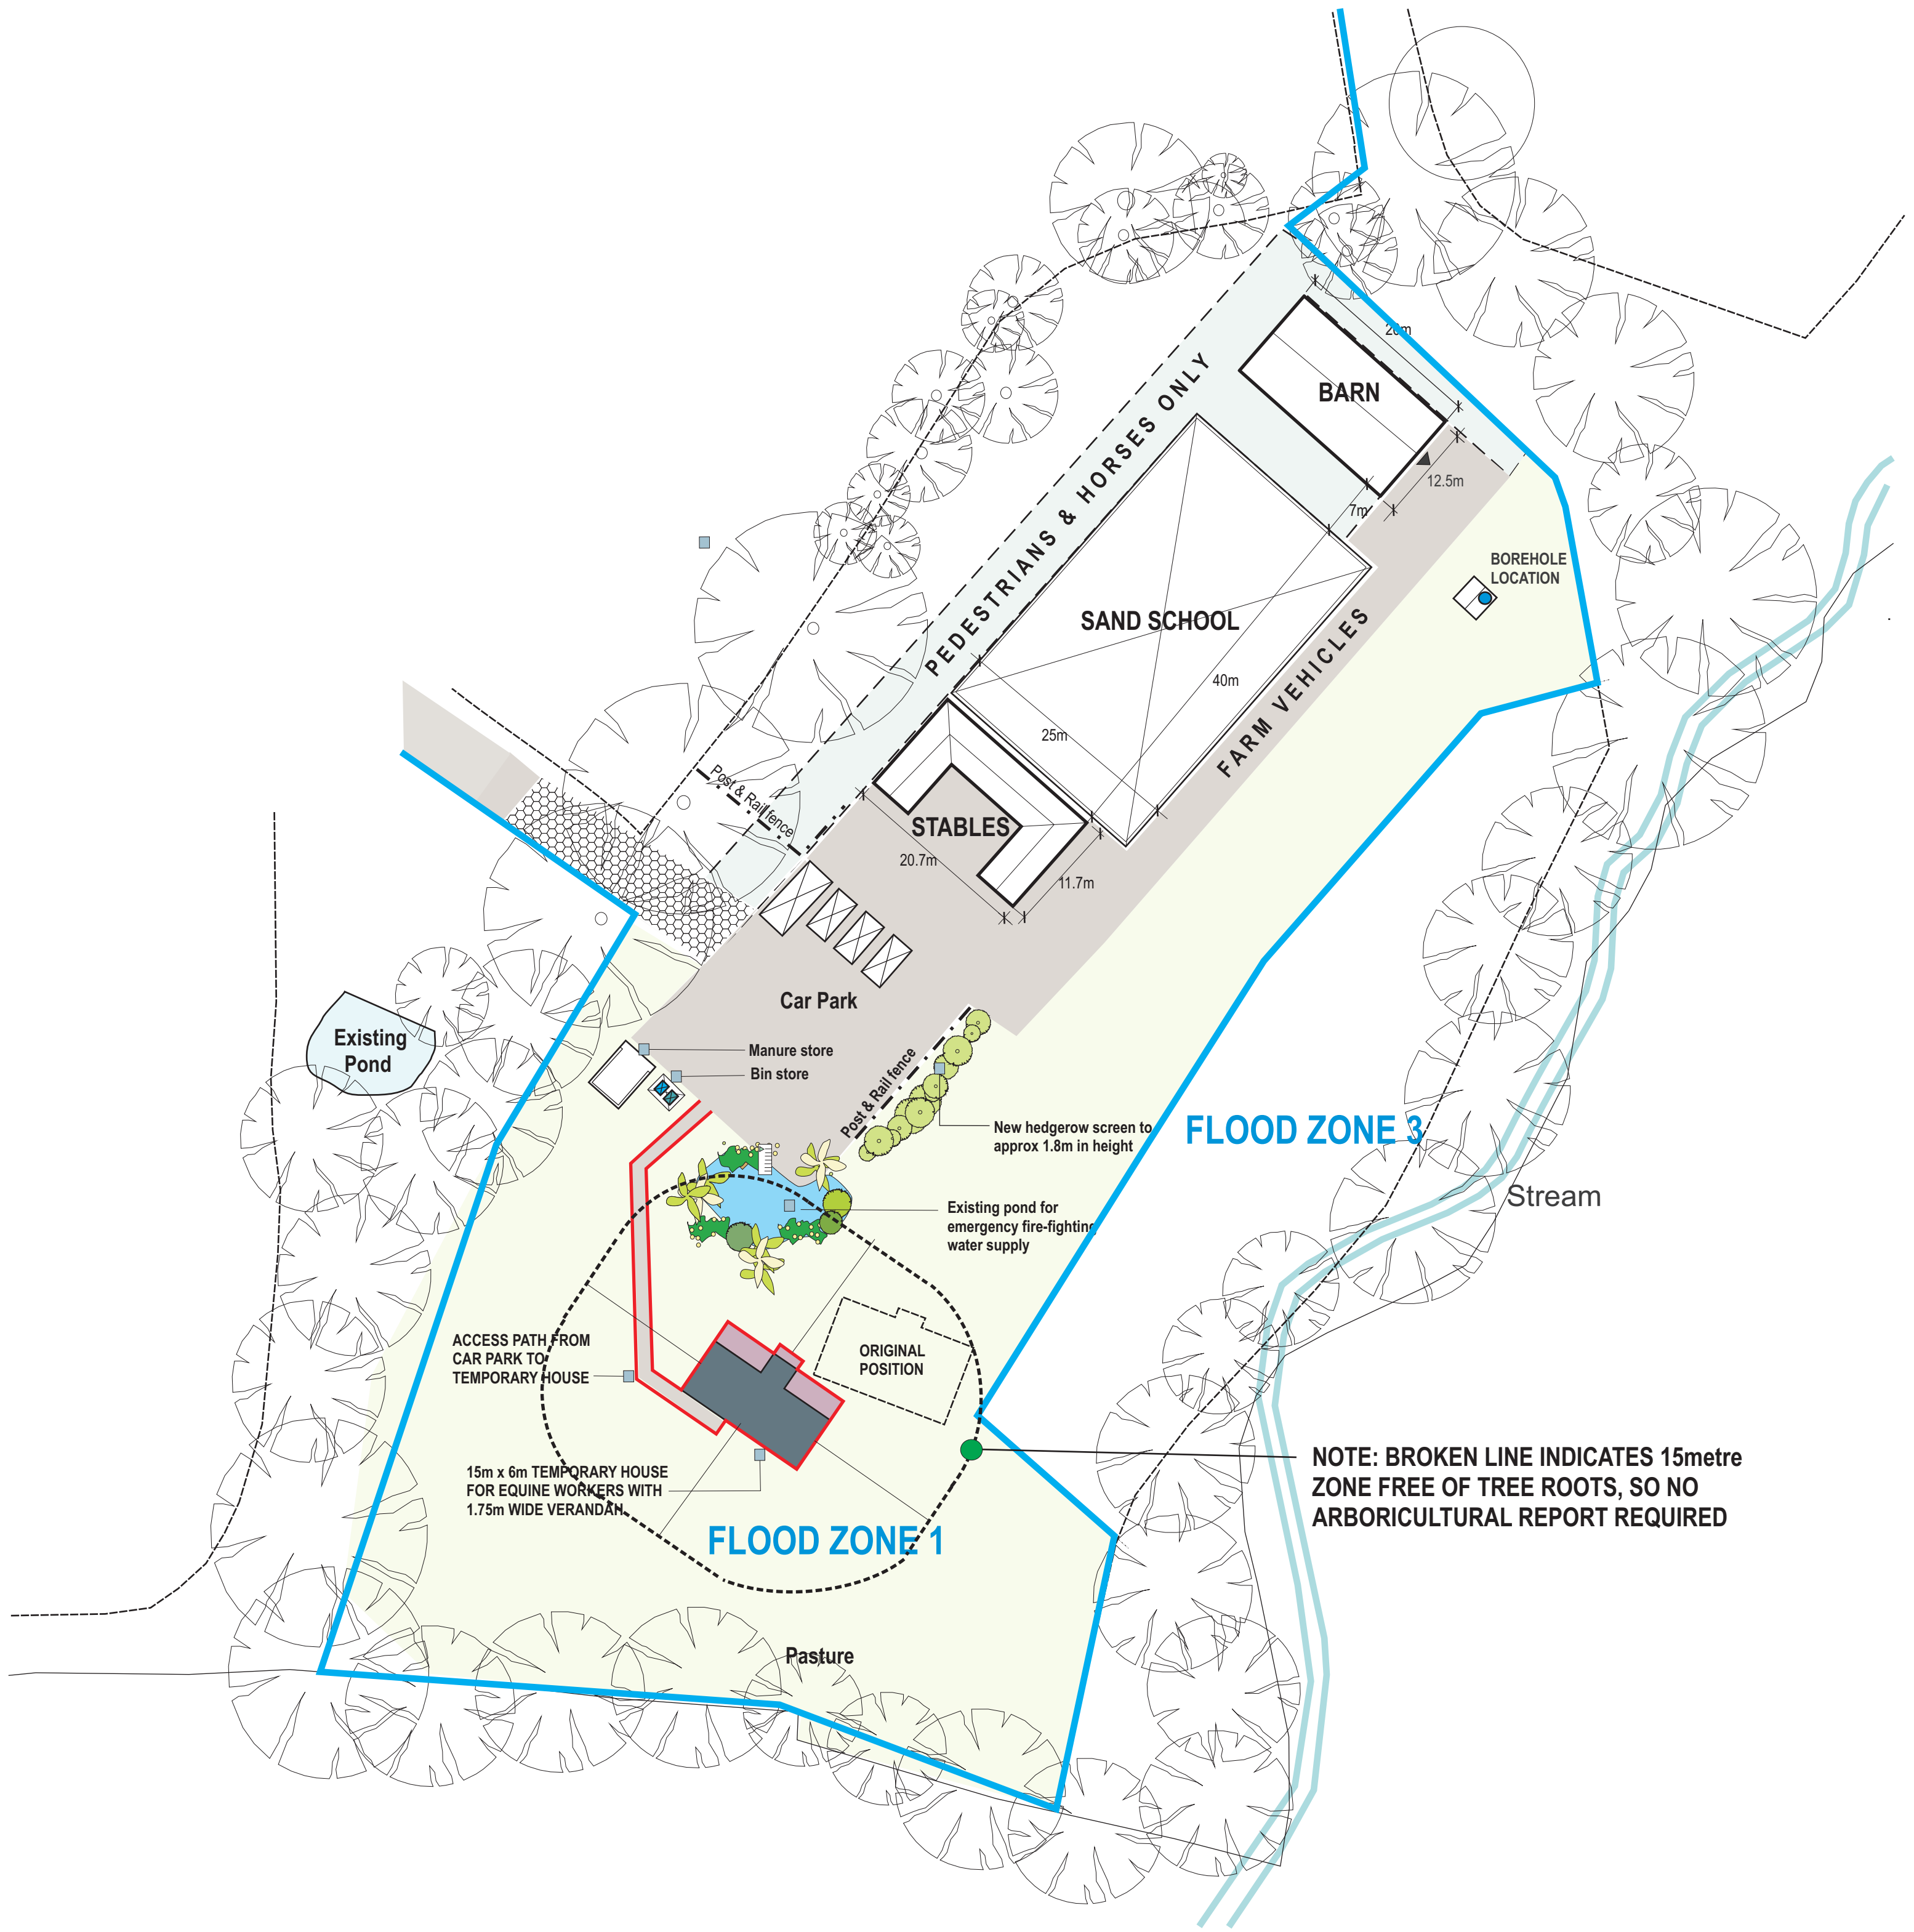 20m
BARN
12.5m
7m
PEDESTRIANS & HORSES ONLY
BOREHOLE
LOCATION
SAND SCHOOL
40m
25m
FARM VEHICLES
Post & Rail fence
STABLES
20.7m
11.7m
Car Park
Existing
Pond
Manure store
Bin store
Post & Rail fence
New hedgerow screen to
approx 1.8m in height
FLOOD ZONE 3
Stream
Existing pond for
emergency fire-fighting
water supply
ACCESS PATH FROM
CAR PARK TO
TEMPORARY HOUSE
ORIGINAL
POSITION
15m x 6m TEMPORARY HOUSE
FOR EQUINE WORKERS WITH
1.75m WIDE VERANDAH
FLOOD ZONE 1
NOTE: BROKEN LINE INDICATES 15metre
ZONE FREE OF TREE ROOTS, SO NO
ARBORICULTURAL REPORT REQUIRED
Pasture